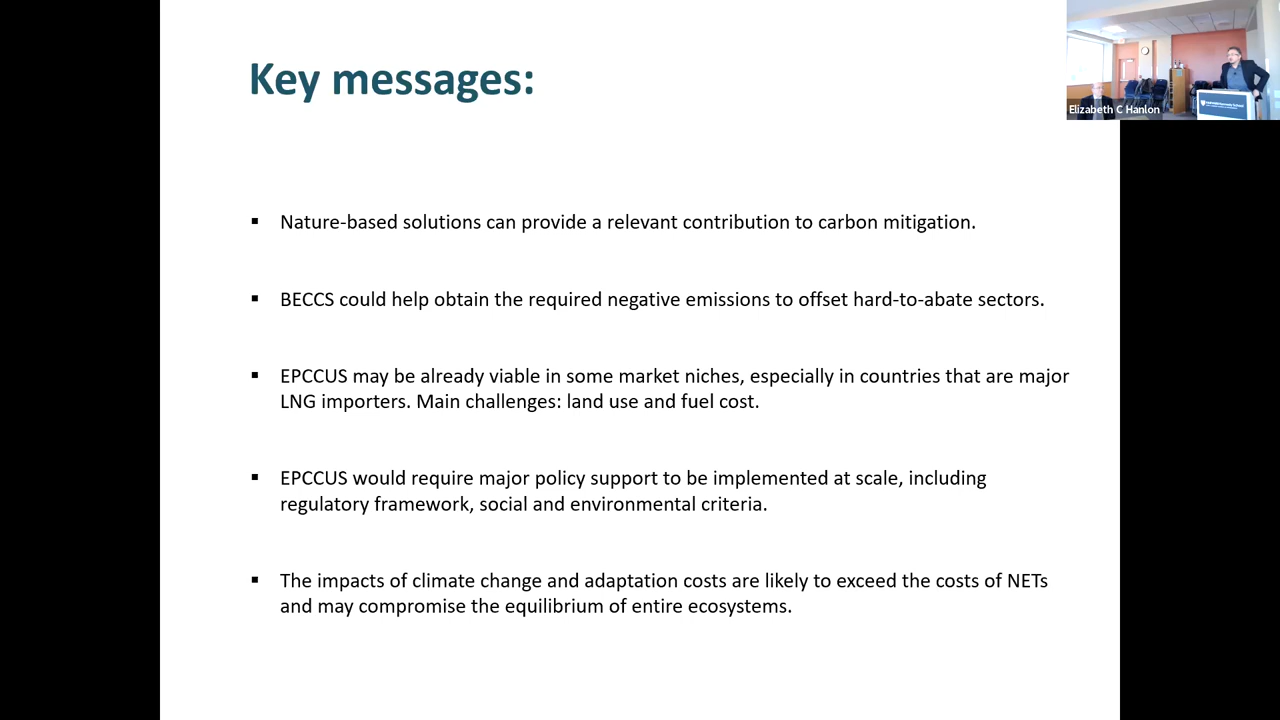 Key messages:
Elizabeth C Hanlon
▪ Nature-based solutions can provide a relevant contribution to carbon mitigation.
▪ BECCS could help obtain the required negative emissions to offset hard-to-abate sectors.
▪ EPCCUS may be already viable in some market niches, especially in countries that are major
LNG importers. Main challenges: land use and fuel cost.
▪ EPCCUS would require major policy support to be implemented at scale, including
regulatory framework, social and environmental criteria.
▪ The impacts of climate change and adaptation costs are likely to exceed the costs of NETs
and may compromise the equilibrium of entire ecosystems.